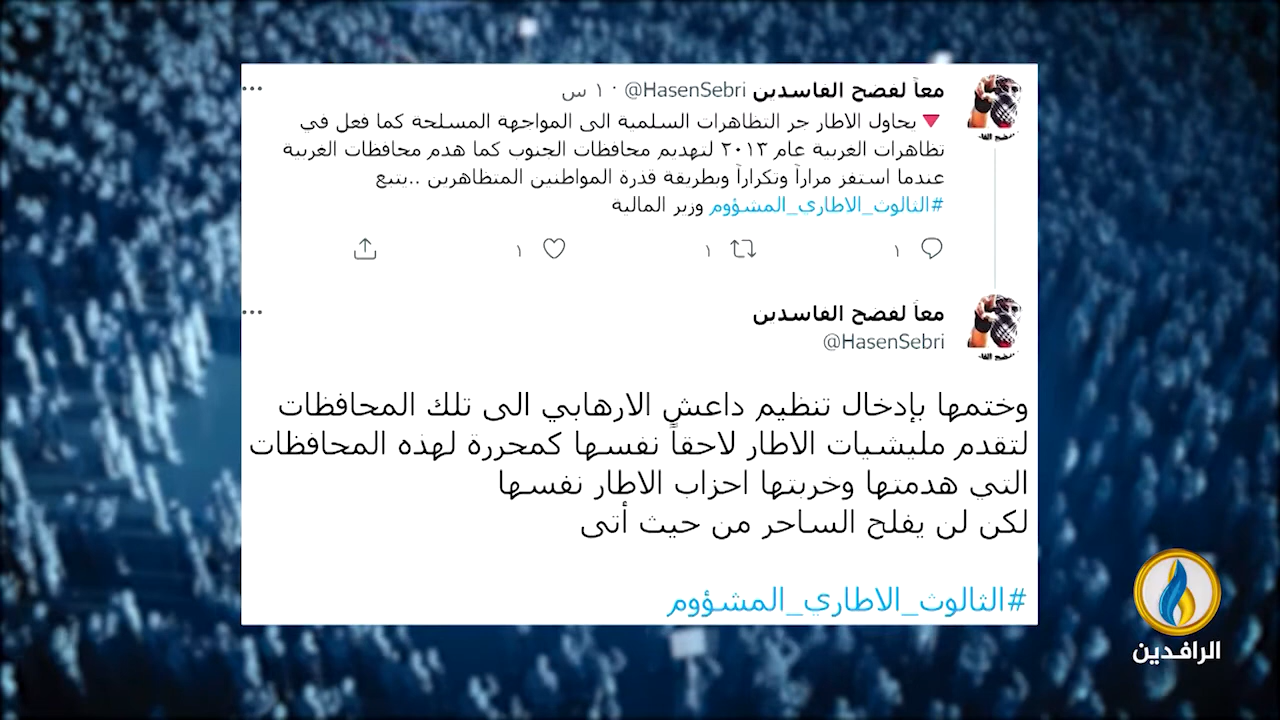 معاً لفضح الفاسدين @HasenSebri · ١ س
🔻يحاول الاطار جر التظاهرات السلمية الى المواجهة المسلحة كما فعل في
تظاهرات الغربية عام ٢٠١٣ لتهديم محافظات الجنوب كما هدم محافظات الغربية
عندما استفز مراراً وتكراراً وبطريقة قذرة المواطنين المتظاهرين ..يتبع
#الثالوث_الاطاري_المشؤوم وزير المالية
١ ١ ١
معاً لفضح الفاسدين
@HasenSebri
وختمها بإدخال تنظيم داعش الارهابي الى تلك المحافظات
لتقدم مليشيات الاطار لاحقاً نفسها كمحررة لهذه المحافظات
التي هدمتها وخربتها احزاب الاطار نفسها
لكن لن يفلح الساحر من حيث أتى
#الثالوث_الاطاري_المشؤوم
الرافدين